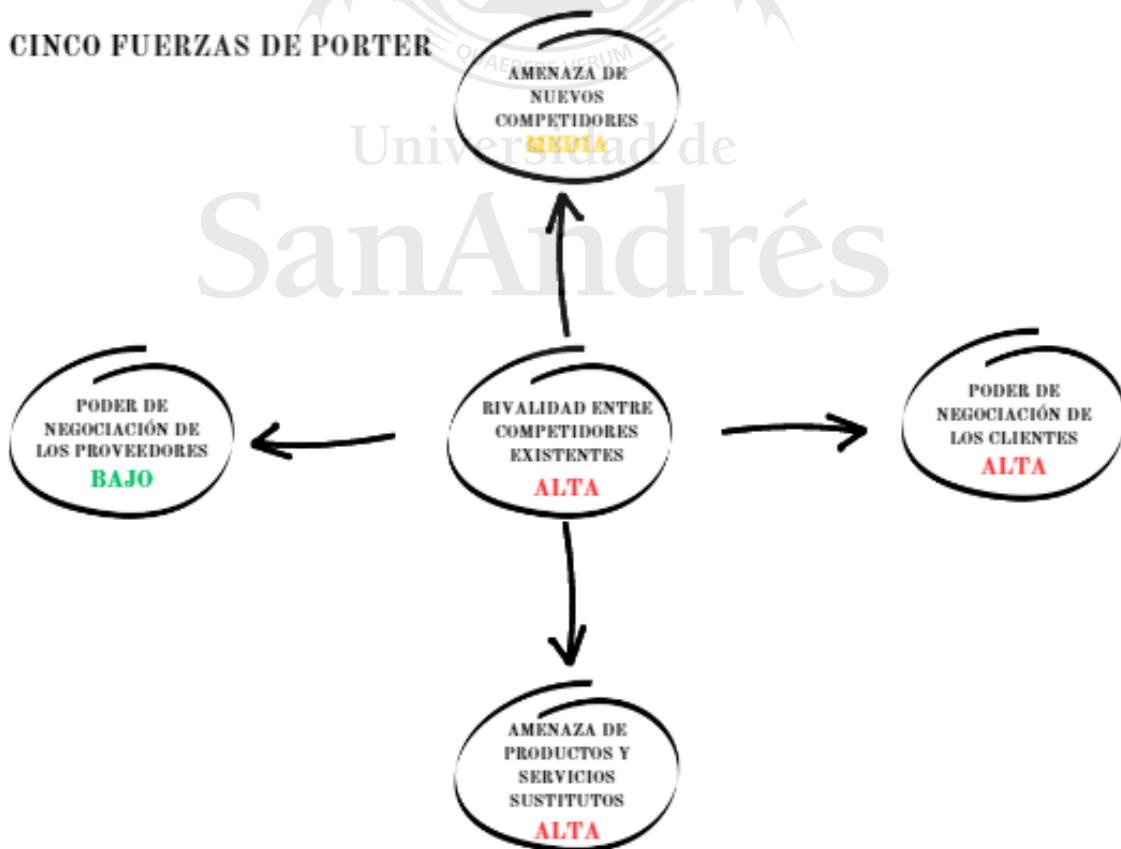 CINCO FUERZAS DE PORTER
QUAERERE VERUM
AMENAZA DE
NUEVOS
COMPETIDORES
MEDIA
Universidad de
SanAndrés
PODER DE
NEGOCIACIÓN DE
LOS PROVEEDORES
BAJO
RIVALIDAD ENTRE
COMPETIDORES
EXISTENTES
ALTA
PODER DE
NEGOCIACIÓN DE
LOS CLIENTES
ALTA
AMENAZA DE
PRODUCTOS Y
SERVICIOS
SUSTITUTOS
ALTA